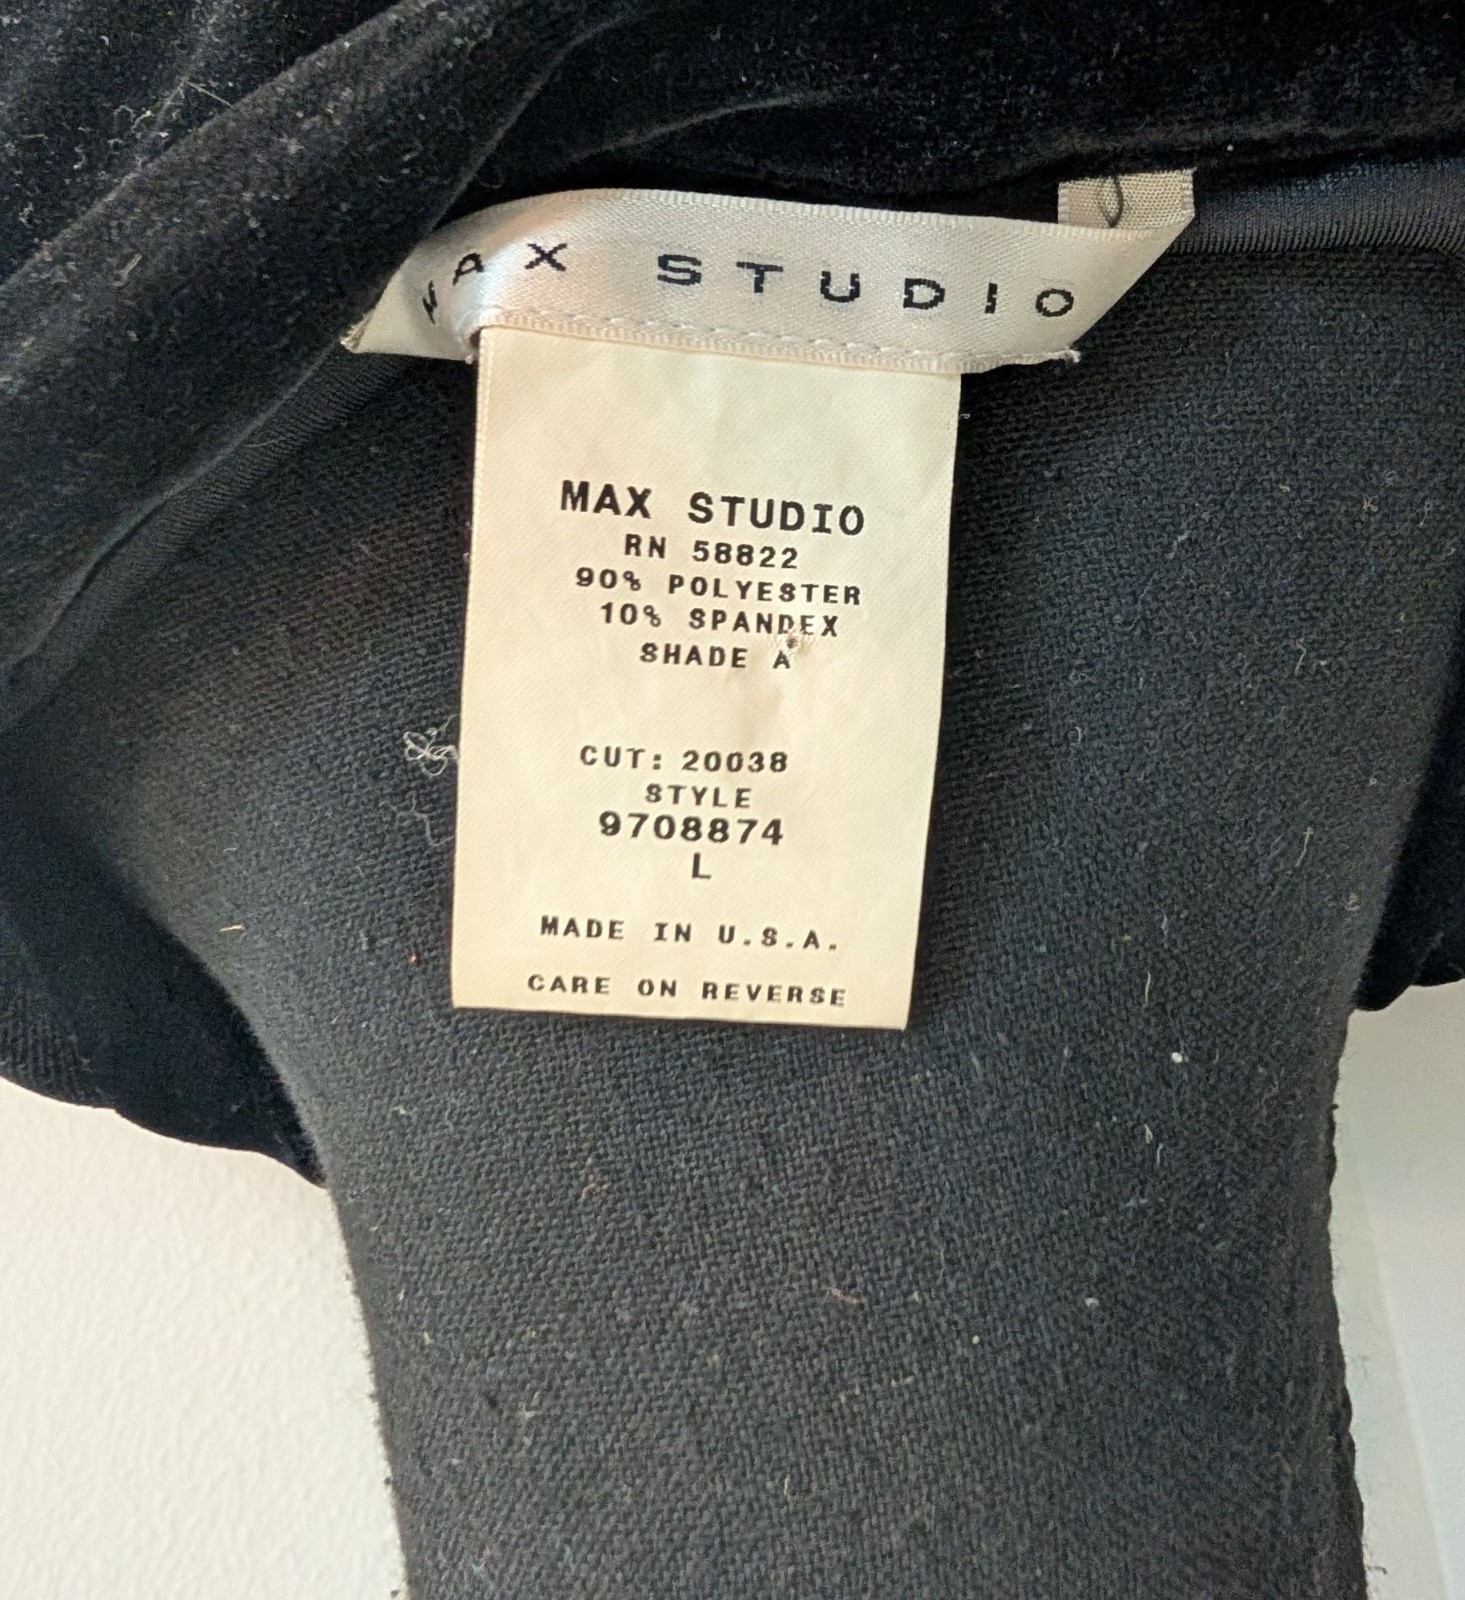 MAX STUDIO
MAX STUDIO
RN 58822
90% POLYESTER
10% SPANDEX
SHADE A
CUT: 20038
STYLE
9708874
L
MADE IN U.S.A.
CARE ON REVERSE